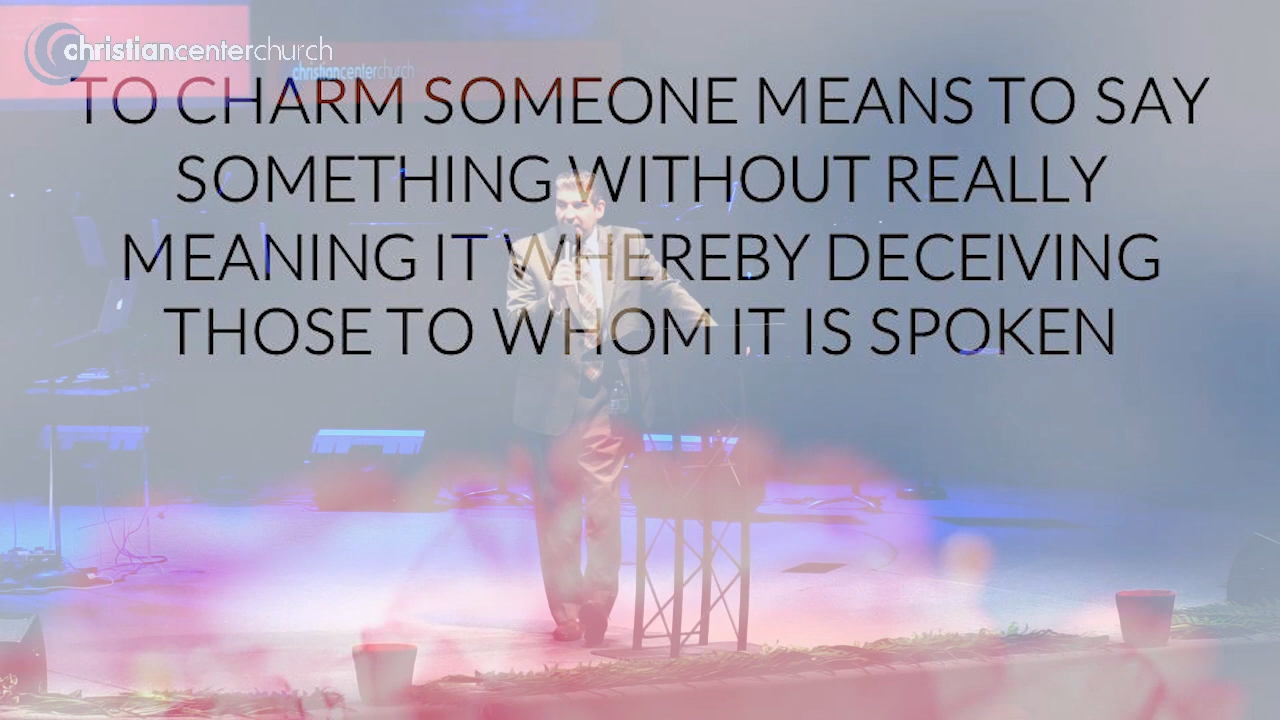 christiancenterchurch
christiancenterchurch
TO CHARM SOMEONE MEANS TO SAY
SOMETHING WITHOUT REALLY
MEANING IT WHEREBY DECEIVING
THOSE TO WHOM IT IS SPOKEN